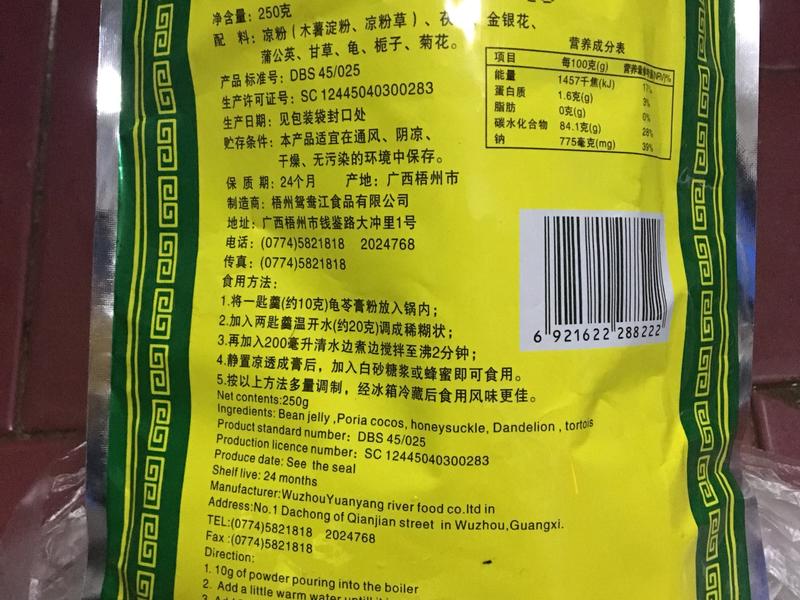 净含量：250克
配 料：凉粉（木薯淀粉、凉粉草）、茯 金银花、
蒲公英、甘草、龟、栀子、菊花。
产品标准号：DBS 45/025
生产许可证号：SC 12445040300283
生产日期：见包装袋封口处
贮存条件：本产品适宜在通风、阴凉、
干燥、无污染的环境中保存。
保 质 期：24个月 产地：广西梧州市
制造商：梧州鸳鸯江食品有限公司
地址：广西梧州市钱鉴路大冲里1号
电话：(0774)5821818 2024768
传真：(0774)5821818
食用方法：
1.将一匙羹(约10克)龟苓膏粉放入锅内；
2.加入两匙羹温开水(约20克)调成稀糊状；
3.再加入200毫升清水边煮边搅拌至沸2分钟；
4.静置凉透成膏后，加入白砂糖浆或蜂蜜即可食用。
5.按以上方法多量调制，经冰箱冷藏后食用风味更佳。
Net contents:250g
Ingredients: Bean jelly ,Poria cocos, honeysuckle, Dandelion , tortois
Product standard number: DBS 45/025
Production licence number: SC 12445040300283
Produce date: See the seal
Shelf live: 24 months
Manufacturer:WuzhouYuanyang river food co.ltd in
Address:No.1 Dachong of Qianjian street in Wuzhou,Guangxi.
TEL:(0774)5821818 2024768
Fax :(0774)5821818
Direction:
1. 10g of powder pouring into the boiler
2. Add a little warm water
营养成分表
项目 每100克(g) 营养素参考值(NRV)%
能量 1457千焦(kJ) 17%
蛋白质 1.6克(g) 3%
脂肪 0克(g) 0%
碳水化合物 84.1克(g) 28%
钠 775毫克(mg) 39%
6 921622 288222